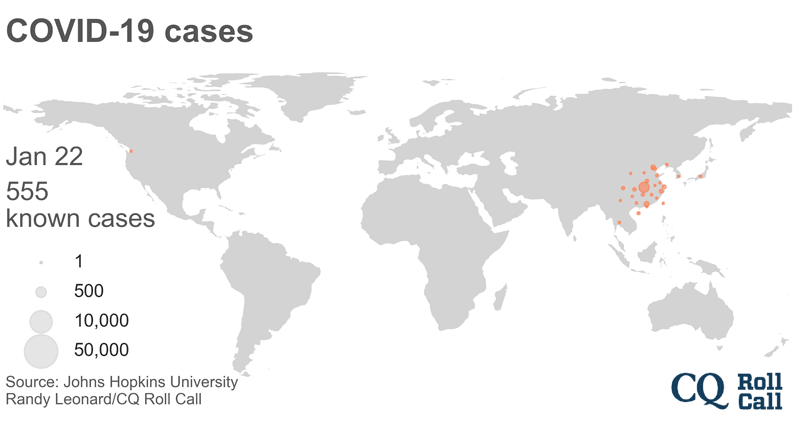 COVID-19 cases
Jan 22
555
known cases
1
500
10,000
50,000
Source: Johns Hopkins University
Randy Leonard/CQ Roll Call
CQ Roll
Call